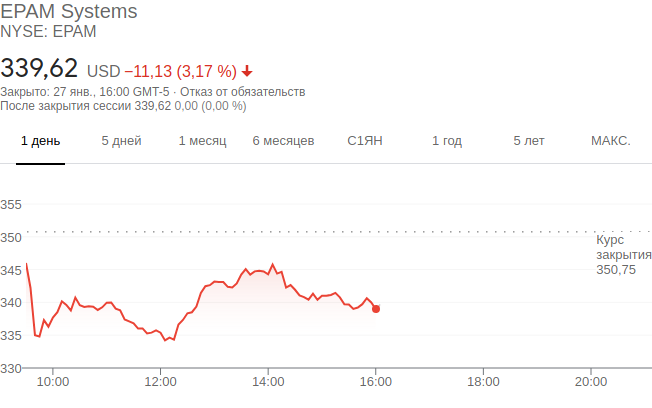 EPAM Systems
NYSE: EPAM
339,62 USD −11,13 (3,17 %)
Закрыто: 27 янв., 16:00 GMT-5 · Отказ от обязательств
После закрытия сессии 339,62 0,00 (0,00 %)
1 день 5 дней 1 месяц 6 месяцев С1ЯН 1 год 5 лет МАКС.
355
350
Курс
закрытия
350,75
345
340
335
330
10:00 12:00 14:00 16:00 18:00 20:00